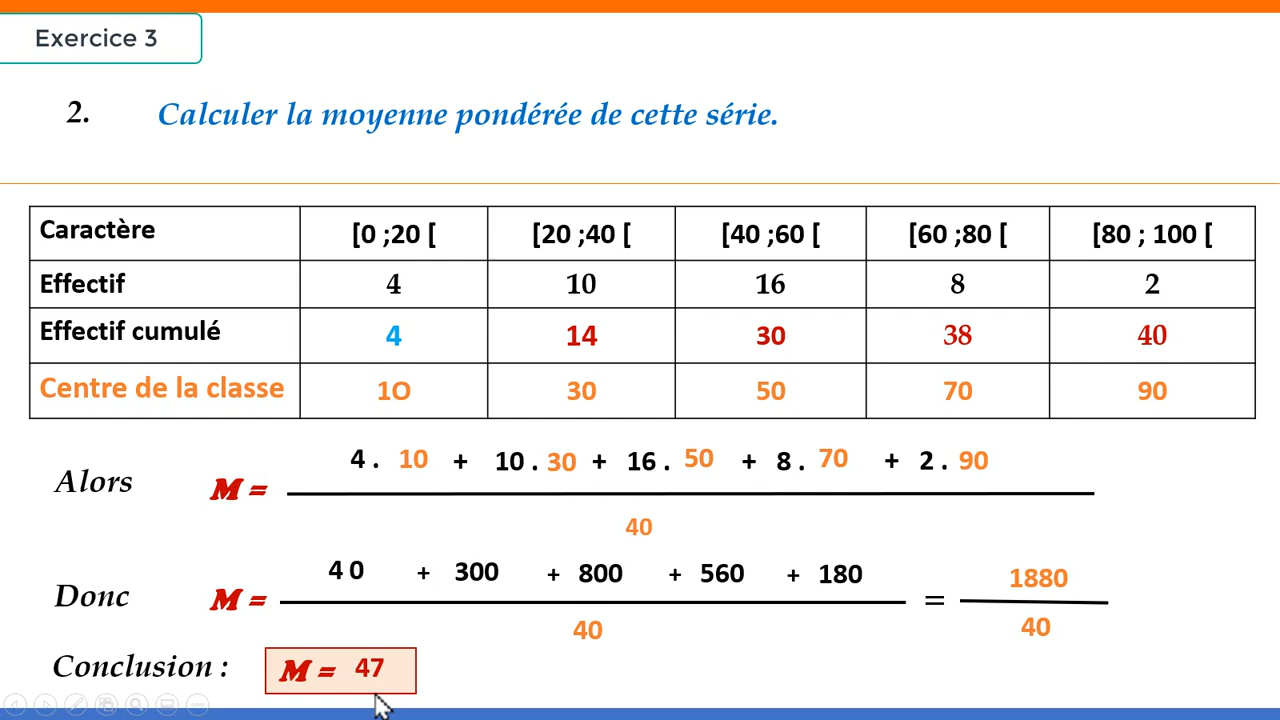 Exercice 3
2. Calculer la moyenne pondérée de cette série.
Caractère [0 ;20 [ [20 ;40 [ [40 ;60 [ [60 ;80 [ [80 ; 100 [
Effectif 4 10 16 8 2
Effectif cumulé 4 14 30 38 40
Centre de la classe 1O 30 50 70 90
4 . 10 + 10 . 30 + 16 . 50 + 8 . 70 + 2 . 90
Alors M =
40
4 0 + 300 + 800 + 560 + 180 1880
Donc M = =
40 40
Conclusion : M = 47